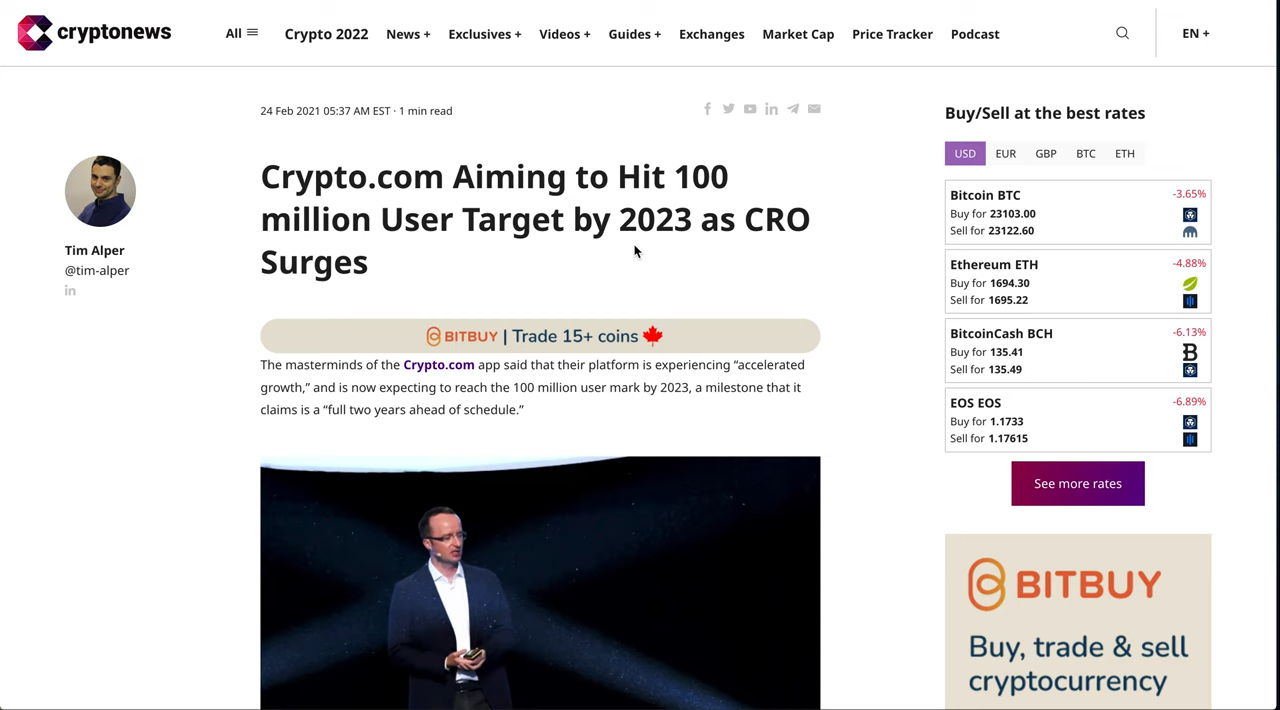 cryptonews
All
Crypto 2022
News +
Exclusives +
Videos +
Guides +
Exchanges
Market Cap
Price Tracker
Podcast
EN +
24 Feb 2021 05:37 AM EST · 1 min read
Tim Alper
@tim-alper
Crypto.com Aiming to Hit 100
million User Target by 2023 as CRO
Surges
BITBUY | Trade 15+ coins
The masterminds of the Crypto.com app said that their platform is experiencing “accelerated
growth,” and is now expecting to reach the 100 million user mark by 2023, a milestone that it
claims is a “full two years ahead of schedule.”
Buy/Sell at the best rates
USD
EUR
GBP
BTC
ETH
Bitcoin BTC
-3.65%
Buy for 23103.00
Sell for 23122.60
Ethereum ETH
-4.88%
Buy for 1694.30
Sell for 1695.22
BitcoinCash BCH
-6.13%
Buy for 135.41
Sell for 135.49
EOS EOS
-6.89%
Buy for 1.1733
Sell for 1.17615
See more rates
BITBUY
Buy, trade & sell
cryptocurrency